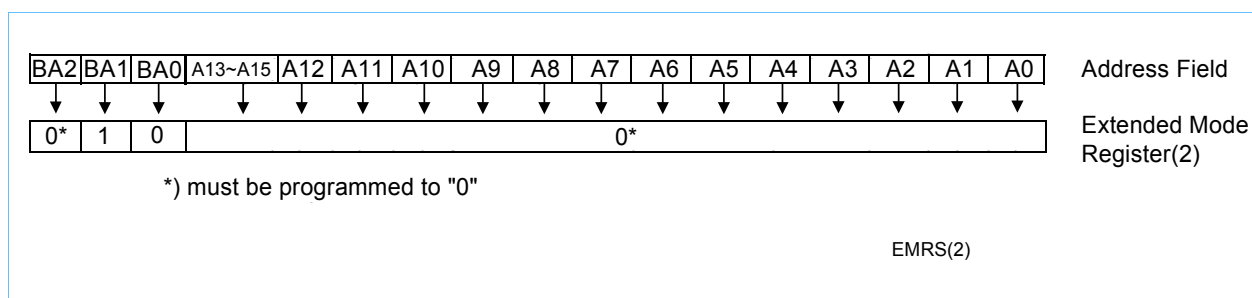 BA2 BA1 BA0 A13~A15 A12 A11 A10 A9 A8 A7 A6 A5 A4 A3 A2 A1 A0 Address Field
0* 1 0 0* Extended Mode
Register(2)
*) must be programmed to "0"
EMRS(2)